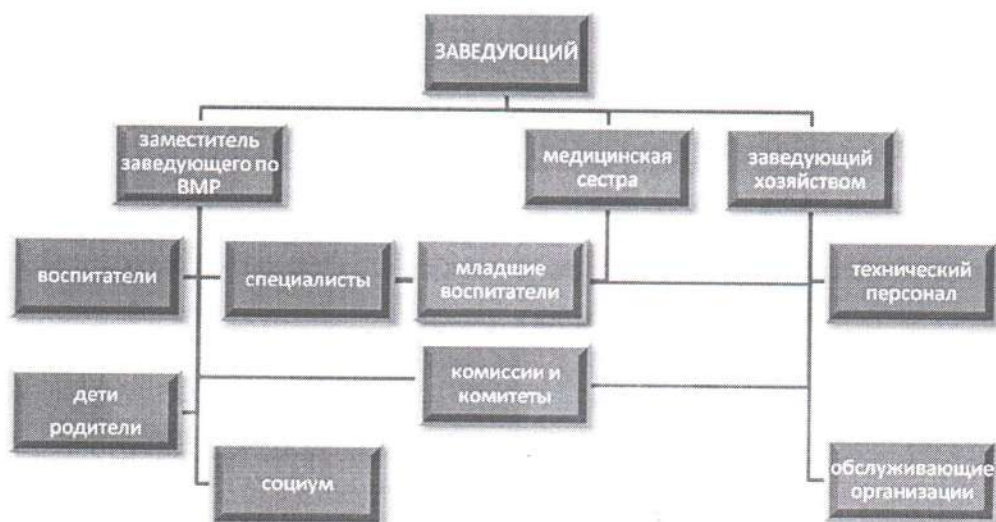 ЗАВЕДУЮЩИЙ
заместитель
заведующего по
ВМР
медицинская
сестра
заведующий
хозяйством
воспитатели
специалисты
младшие
воспитатели
технический
персонал
дети
родители
комиссии и
комитеты
социум
обслуживающие
организации